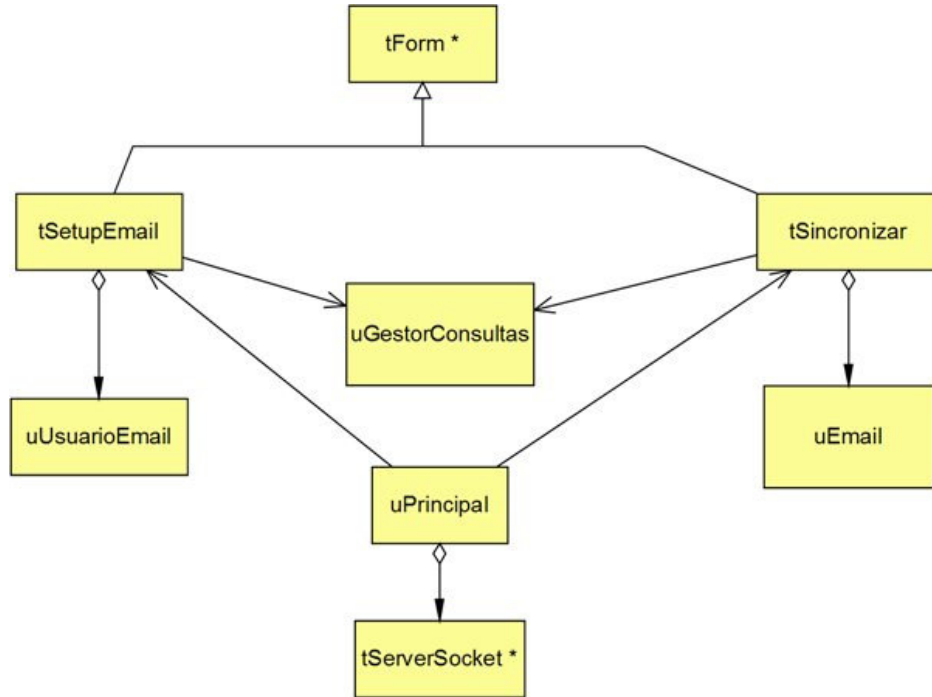 tForm *
tSetupEmail
tSincronizar
uGestorConsultas
uUsuarioEmail
uEmail
uPrincipal
tServerSocket *